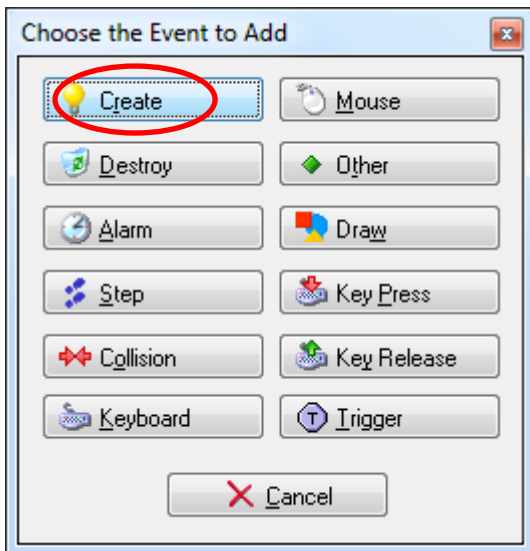 Choose the Event to Add
Create
Mouse
Destroy
Other
Alarm
Draw
Step
Key Press
Collision
Key Release
Keyboard
T
Trigger
Cancel